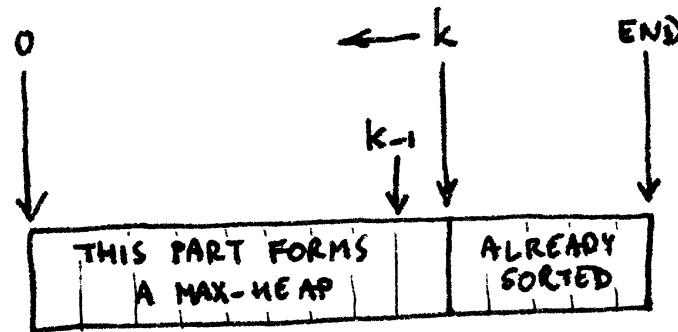 0
k
END
k-1
THIS PART FORMS
A MAX-HEAP
ALREADY
SORTED